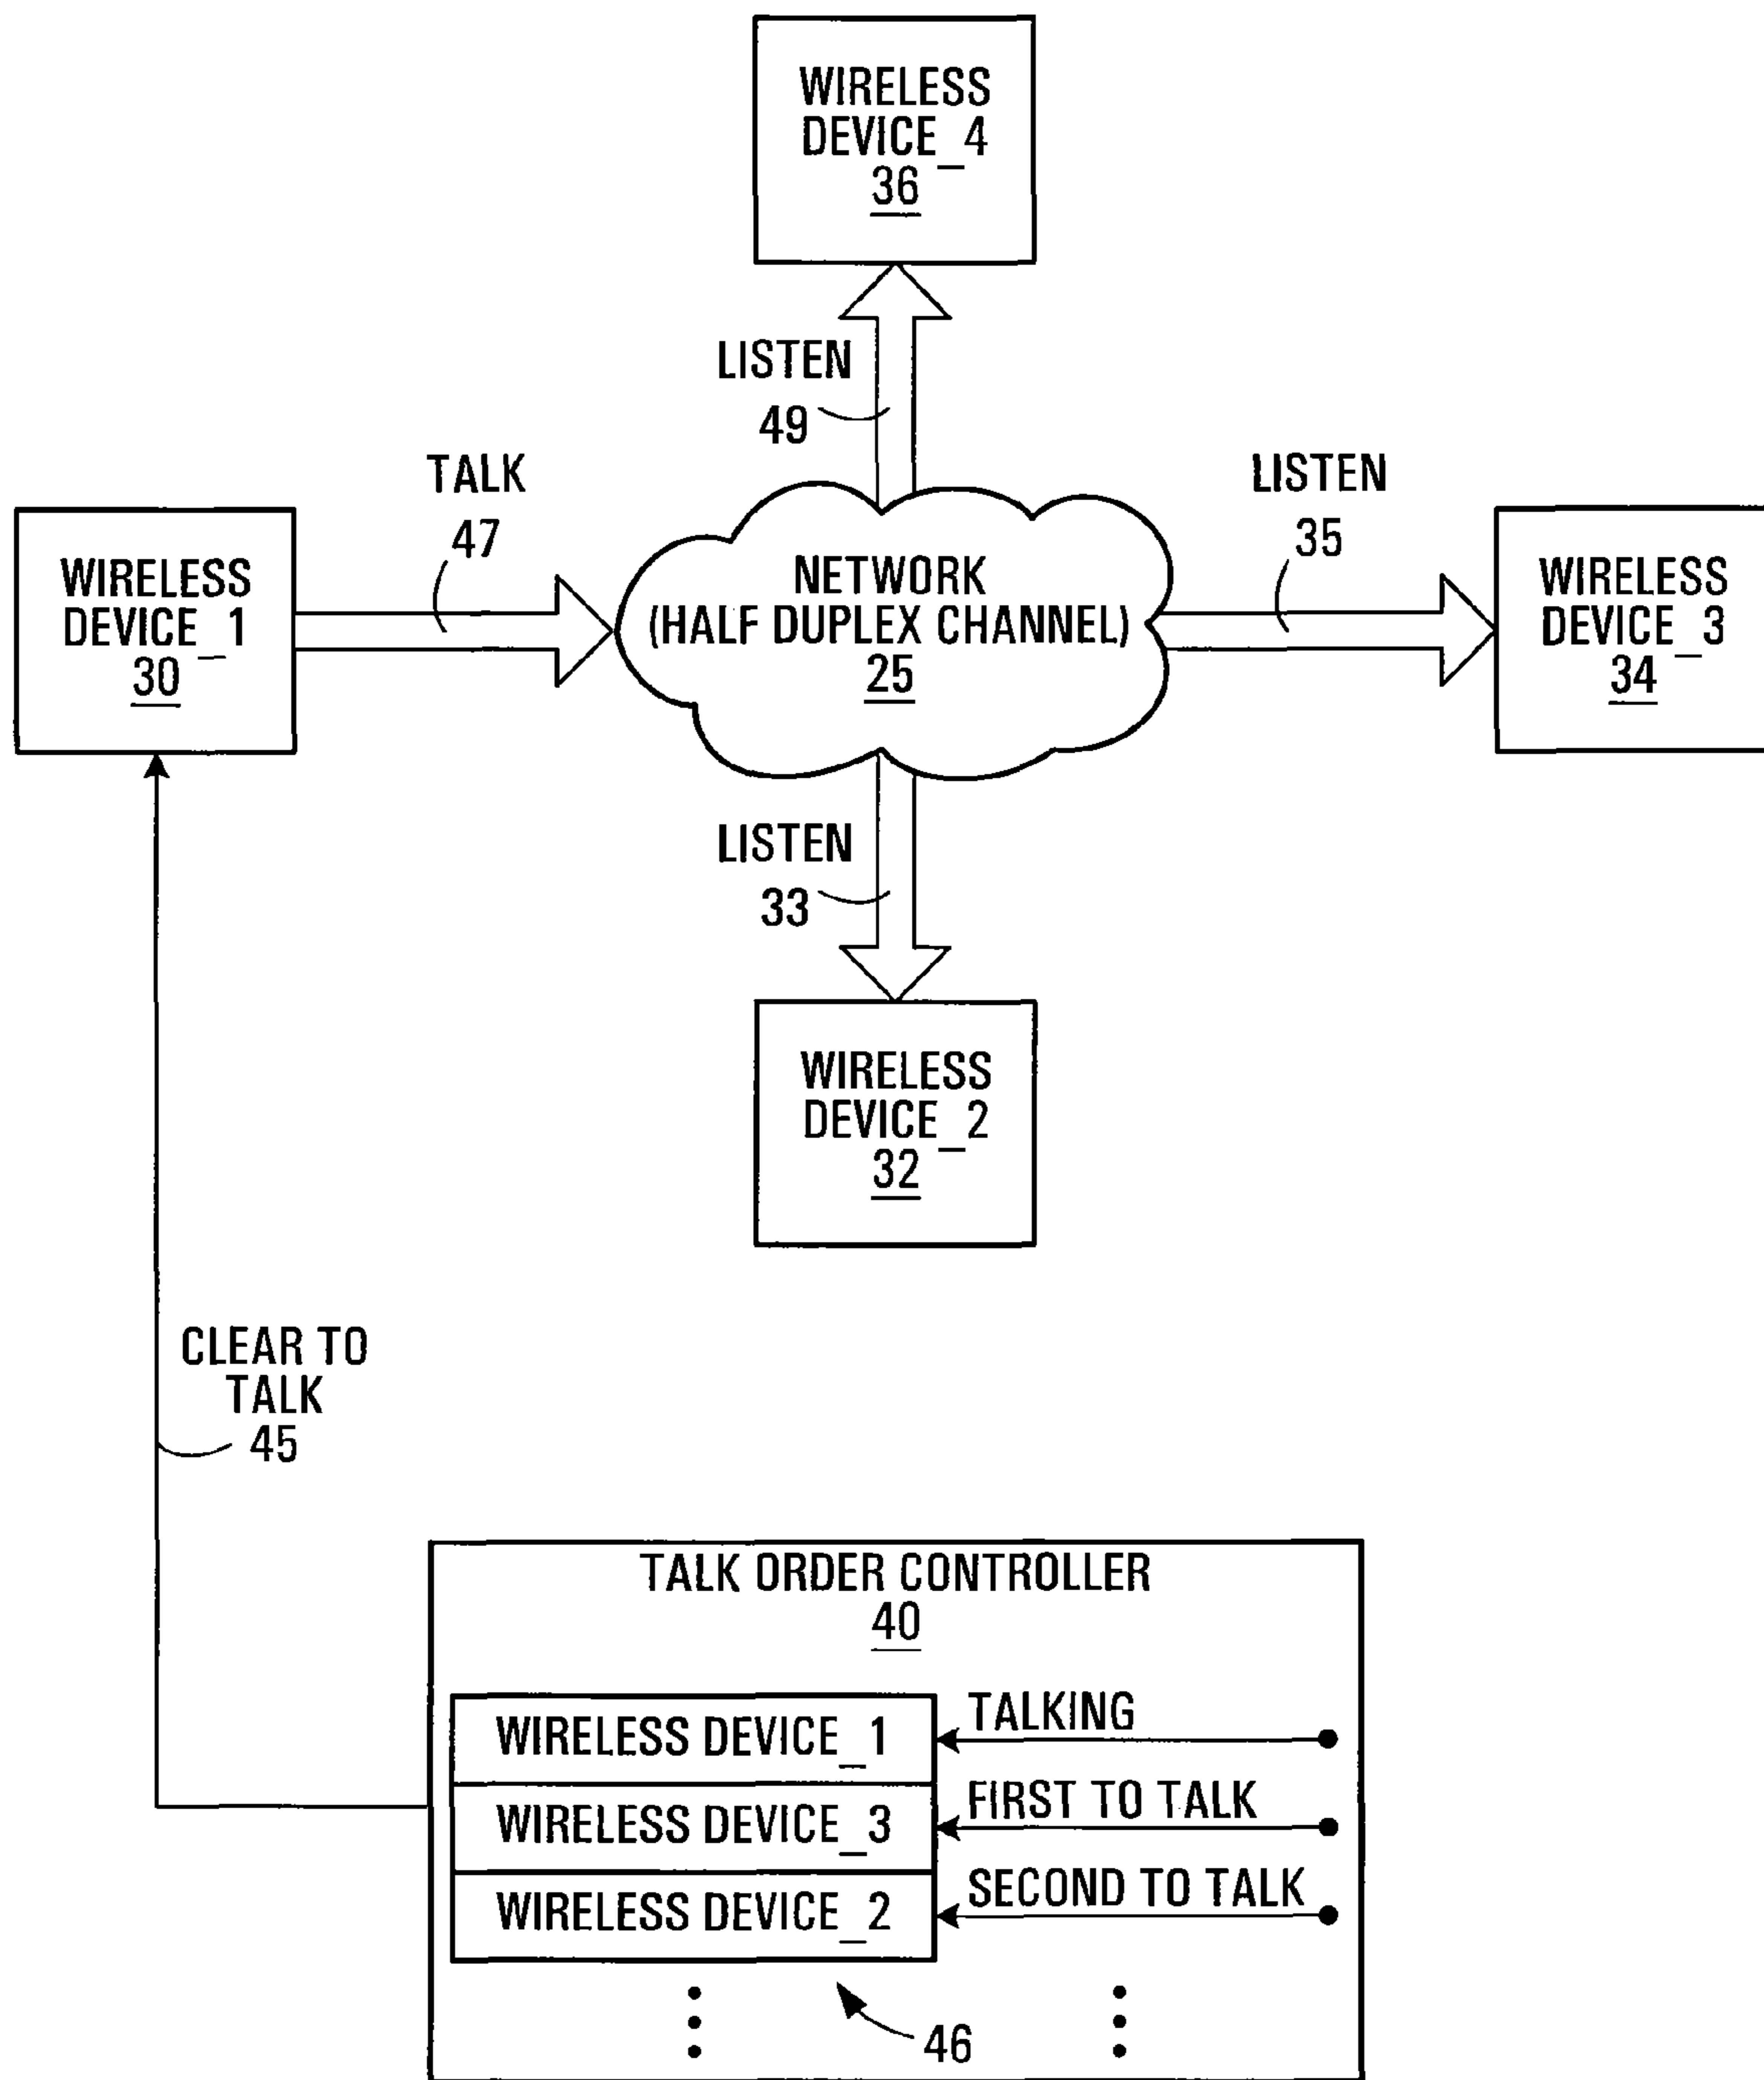 WIRELESS
DEVICE_4
36
LISTEN
49
TALK
47
LISTEN
35
WIRELESS
DEVICE_1
30
NETWORK
(HALF DUPLEX CHANNEL)
25
WIRELESS
DEVICE_3
34
LISTEN
33
WIRELESS
DEVICE_2
32
CLEAR TO
TALK
45
TALK ORDER CONTROLLER
40
WIRELESS DEVICE_1
TALKING
WIRELESS DEVICE_3
FIRST TO TALK
WIRELESS DEVICE_2
SECOND TO TALK
46